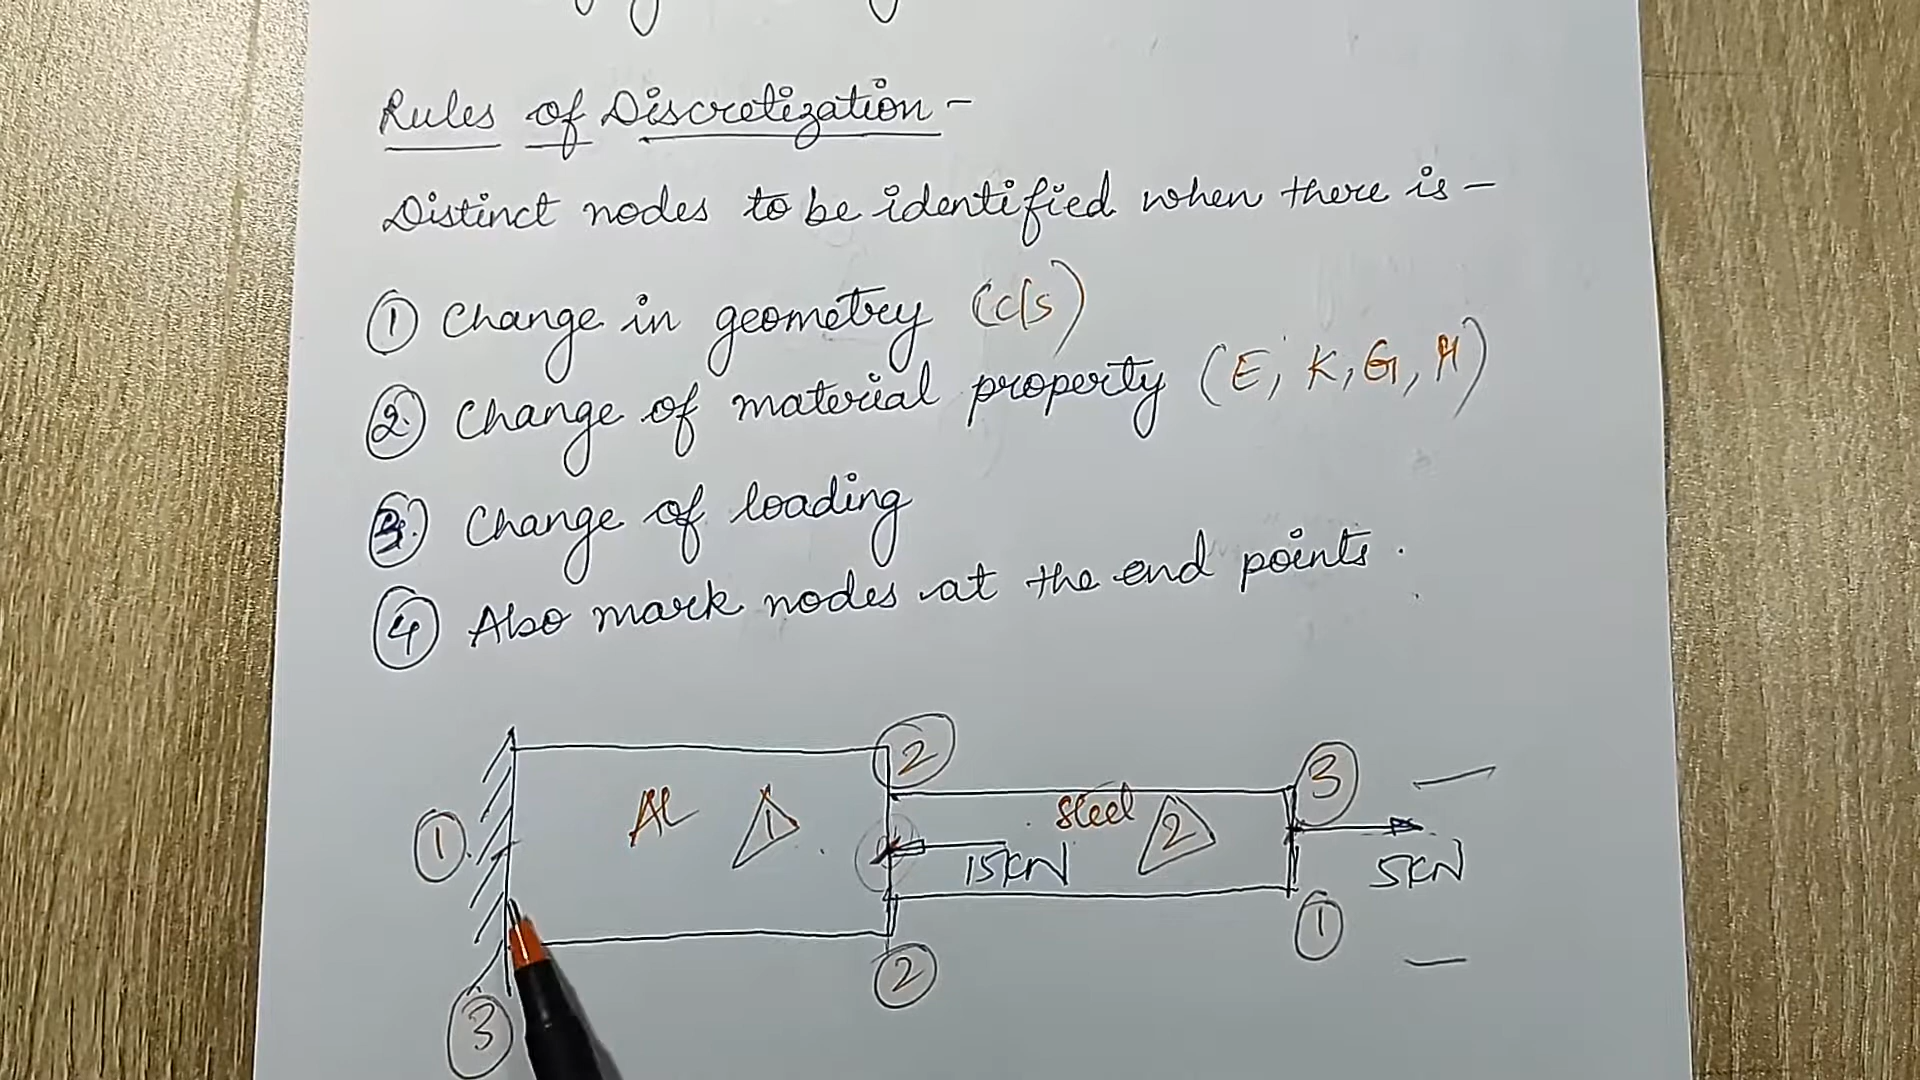 Rules of Discretization -
Distinct nodes to be identified when there is -
① Change in geometry (c/s)
② Change of material property (E, K, G, )
③ Change of loading
④ Also mark nodes at the end points.
② ③
① AL 1 steel 2
15KN 5KN
①
②
③